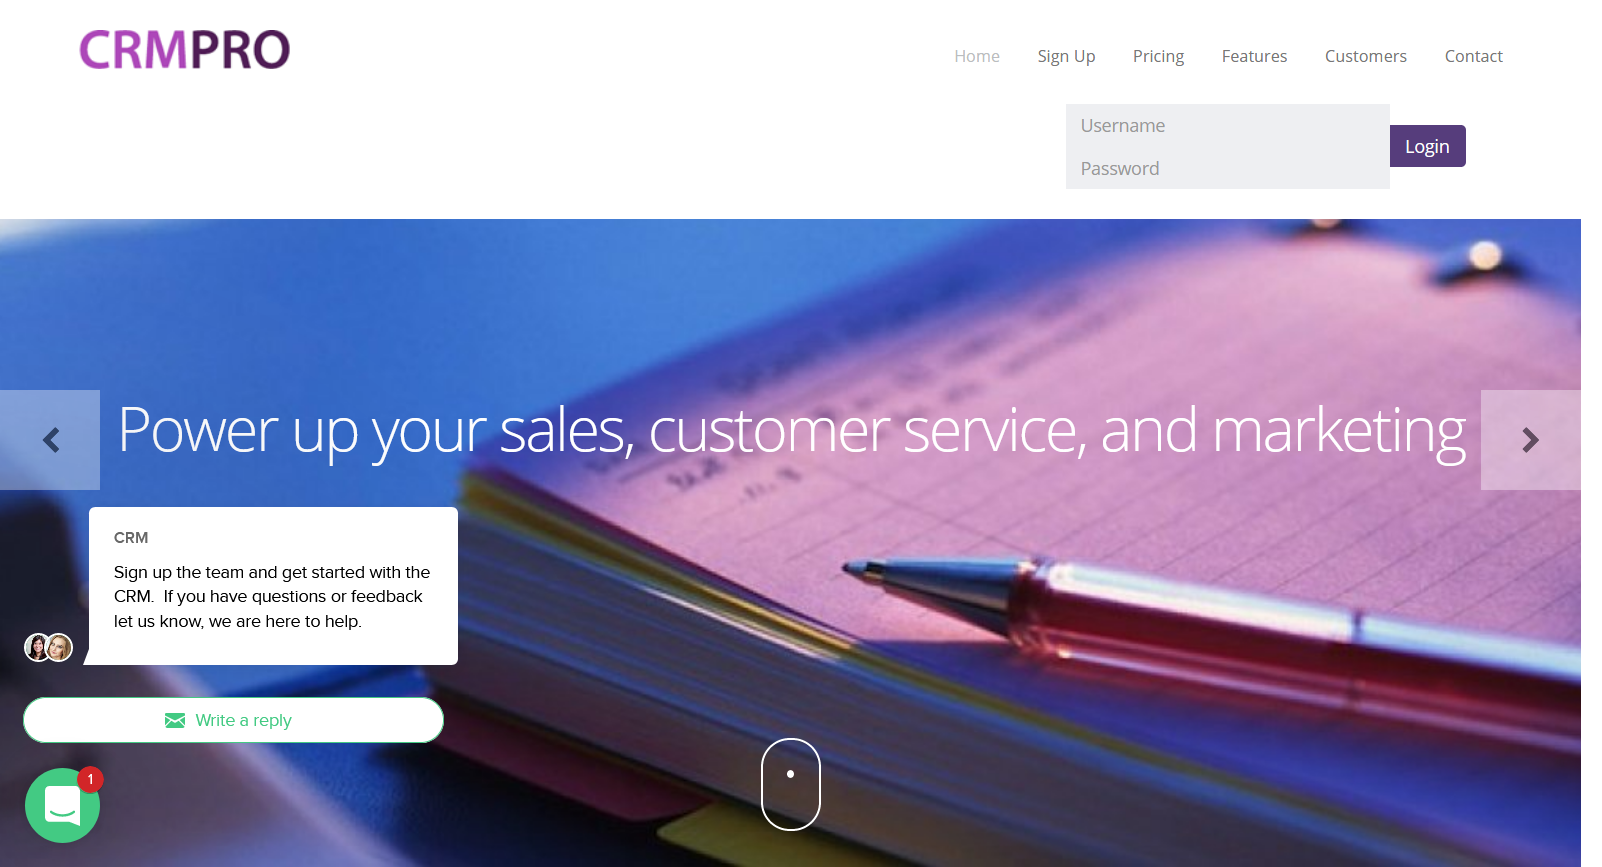 CRMPRO
Home Sign Up Pricing Features Customers Contact
Username
Login
Password
Power up your sales, customer service, and marketing
CRM
Sign up the team and get started with the
CRM.  If you have questions or feedback
let us know, we are here to help.
Write a reply
1